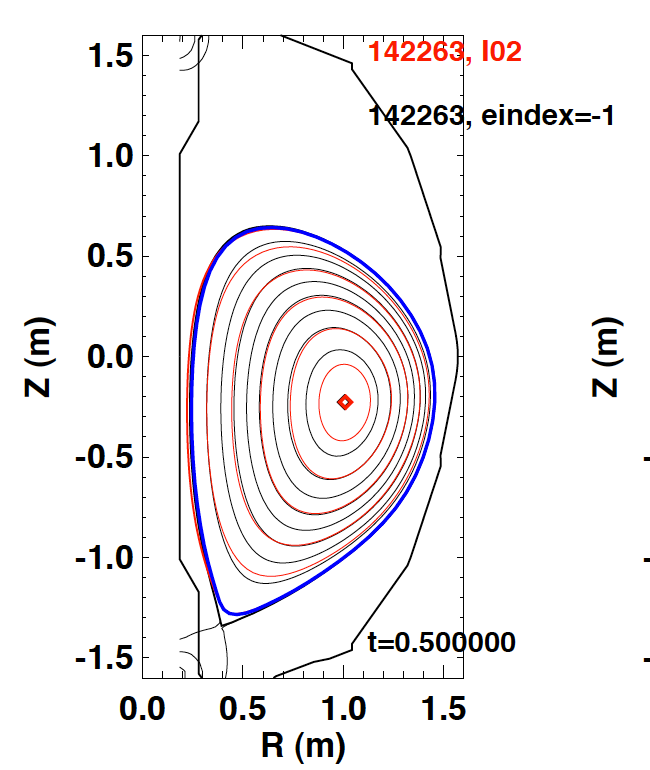 142263, I02
142263, eindex=-1
t=0.500000
1.5
1.0
0.5
0.0
-0.5
-1.0
-1.5
Z (m)
0.0 0.5 1.0 1.5
R (m)
Z (m)
-
-
-